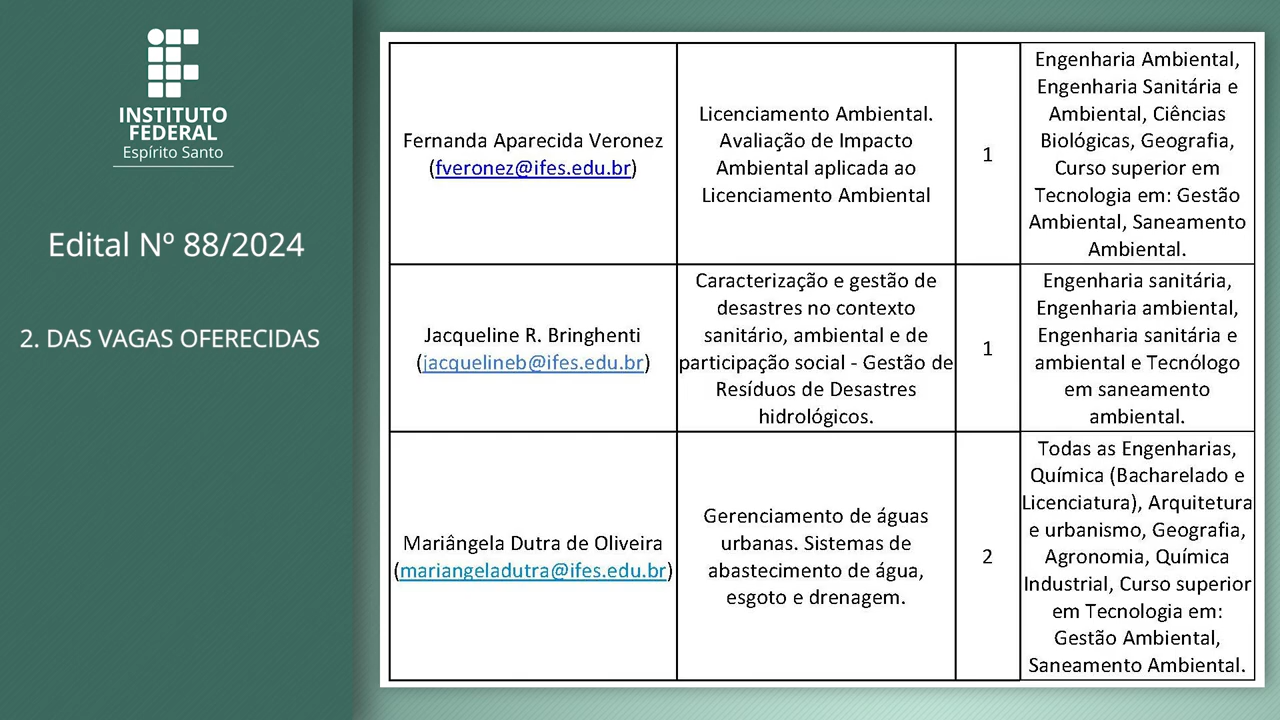 INSTITUTO
FEDERAL
Espírito Santo
Edital Nº 88/2024
2. DAS VAGAS OFERECIDAS
Fernanda Aparecida Veronez
(fveronez@ifes.edu.br)
Licenciamento Ambiental.
Avaliação de Impacto
Ambiental aplicada ao
Licenciamento Ambiental
1
Engenharia Ambiental,
Engenharia Sanitária e
Ambiental, Ciências
Biológicas, Geografia,
Curso superior em
Tecnologia em: Gestão
Ambiental, Saneamento
Ambiental.
Jacqueline R. Bringhenti
(jacquelineb@ifes.edu.br)
Caracterização e gestão de
desastres no contexto
sanitário, ambiental e de
participação social - Gestão de
Resíduos de Desastres
hidrológicos.
1
Engenharia sanitária,
Engenharia ambiental,
Engenharia sanitária e
ambiental e Tecnólogo
em saneamento
ambiental.
Mariângela Dutra de Oliveira
(mariangeladutra@ifes.edu.br)
Gerenciamento de águas
urbanas. Sistemas de
abastecimento de água,
esgoto e drenagem.
2
Todas as Engenharias,
Química (Bacharelado e
Licenciatura), Arquitetura
e urbanismo, Geografia,
Agronomia, Química
Industrial, Curso superior
em Tecnologia em:
Gestão Ambiental,
Saneamento Ambiental.